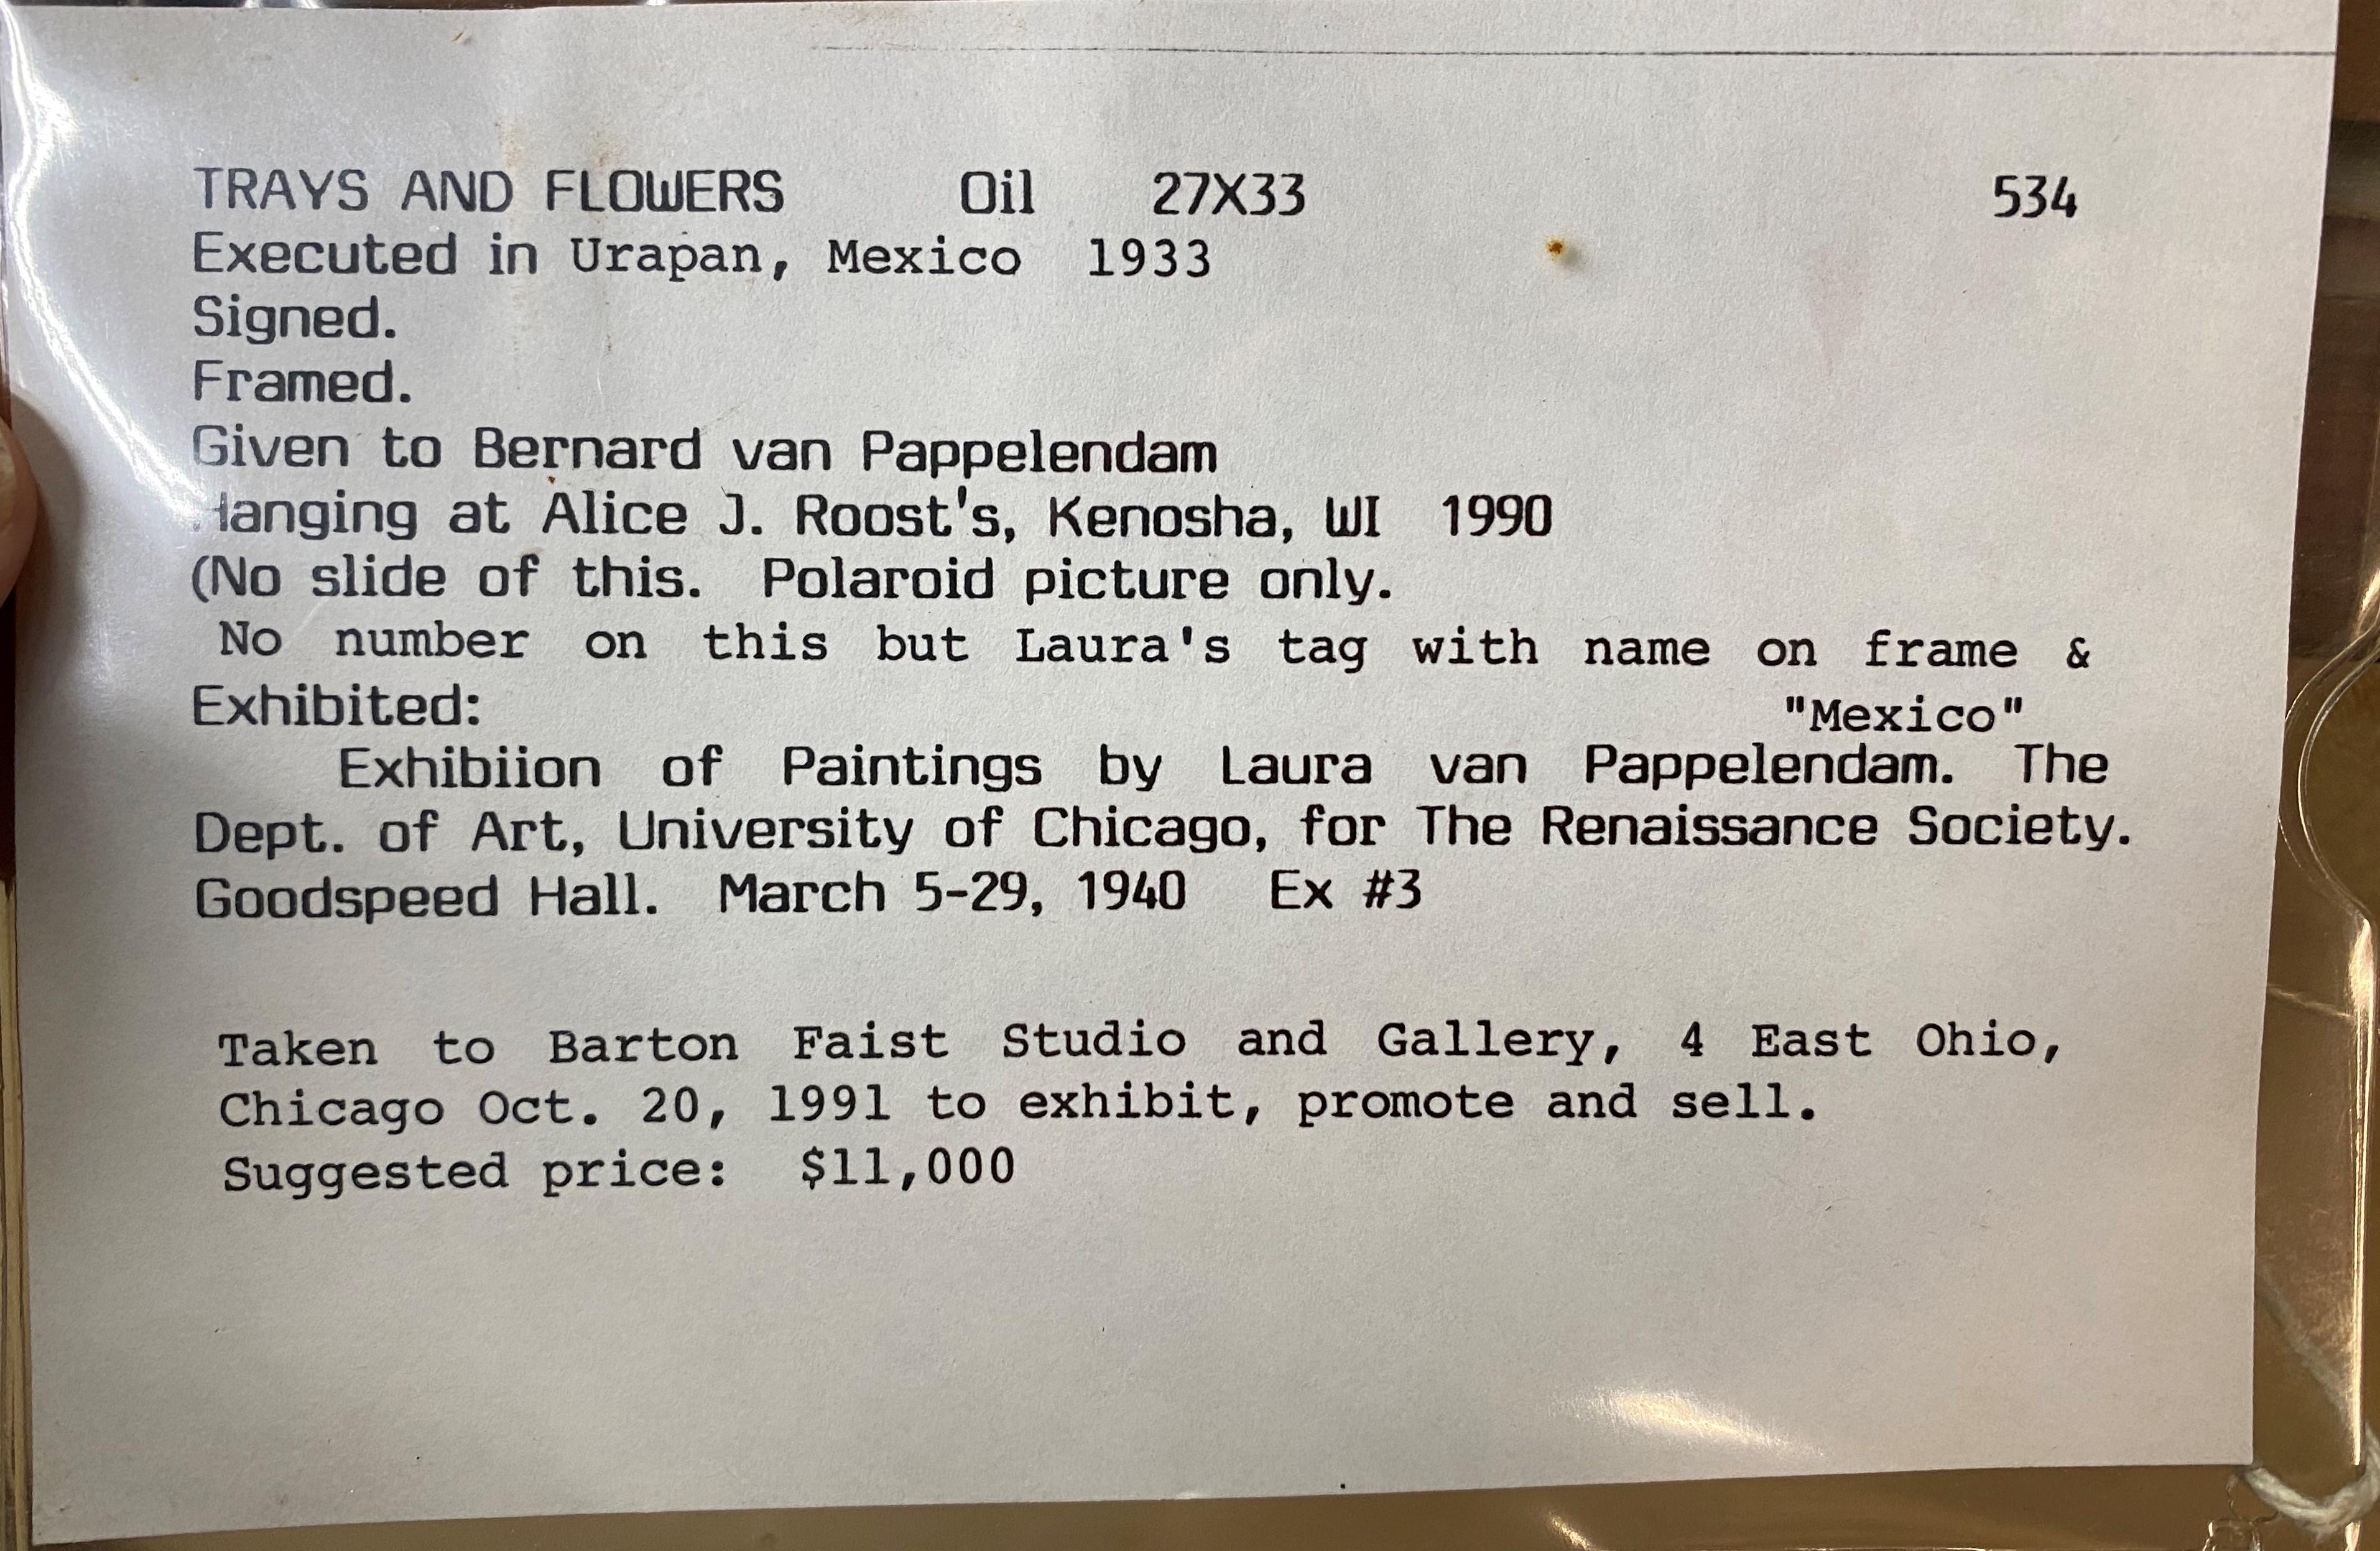 TRAYS AND FLOWERS Oil 27X33 534
Executed in Urapan, Mexico 1933
Signed.
Framed.
Given to Bernard van Pappelendam
Hanging at Alice J. Roost's, Kenosha, WI 1990
(No slide of this. Polaroid picture only.
No number on this but Laura's tag with name on frame &
Exhibited: "Mexico"
Exhibiion of Paintings by Laura van Pappelendam. The
Dept. of Art, University of Chicago, for The Renaissance Society.
Goodspeed Hall. March 5-29, 1940 Ex #3
Taken to Barton Faist Studio and Gallery, 4 East Ohio,
Chicago Oct. 20, 1991 to exhibit, promote and sell.
Suggested price: $11,000